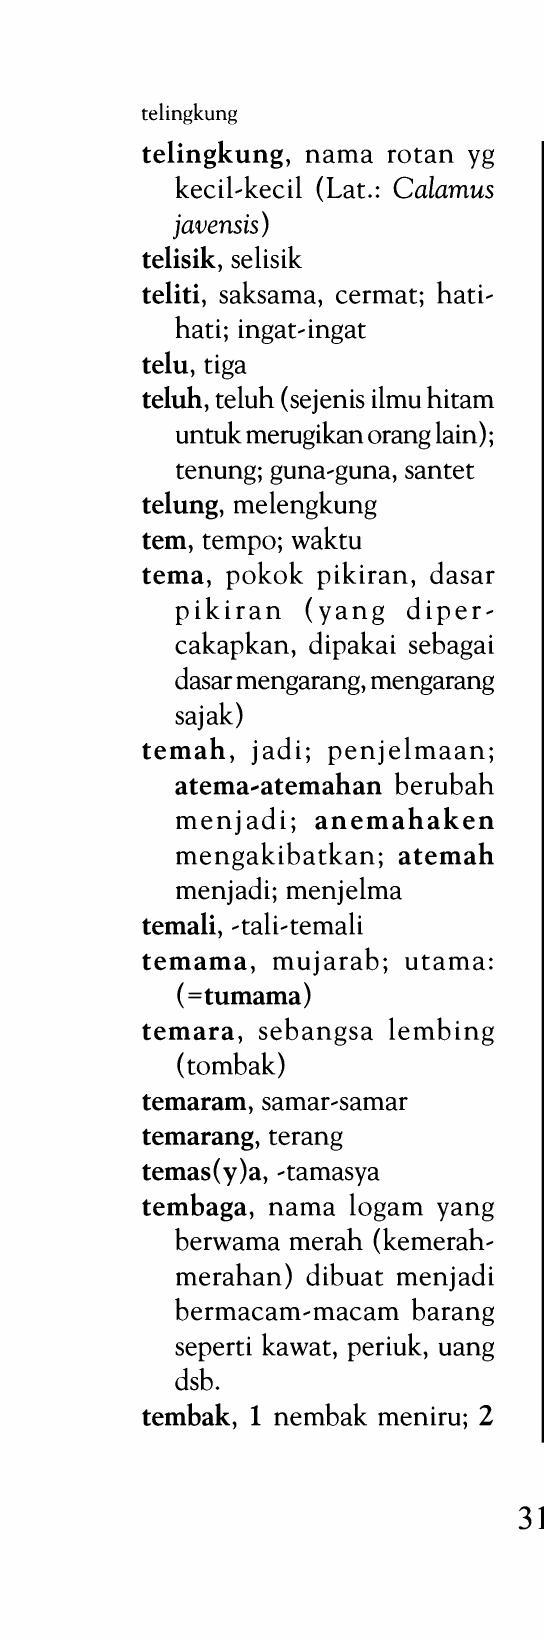 telingkung
telingkung, nama rotan yg
kecil-kecil (Lat.: Calamus
javensis)
telisik, selisik
teliti, saksama, cermat; hati-
hati; ingat-ingat
telu, tiga
teluh, teluh (sejenis ilmu hitam
untuk merugikan orang lain);
tenung; guna-guna, santet
telung, melengkung
tem, tempo; waktu
tema, pokok pikiran, dasar
pikiran (yang diper-
cakapkan, dipakai sebagai
dasar mengarang, mengarang
sajak)
temah, jadi; penjelmaan;
atema-atemahan berubah
menjadi; anemahaken
mengakibatkan; atemah
menjadi; menjelma
temali, -tali-temali
temama, mujarab; utama:
(=tumama)
temara, sebangsa lembing
(tombak)
temaram, samar-samar
temarang, terang
temas(y)a, -tamasya
tembaga, nama logam yang
berwama merah (kemerah-
merahan) dibuat menjadi
bermacam-macam barang
seperti kawat, periuk, uang
dsb.
tembak, 1 nembak meniru; 2